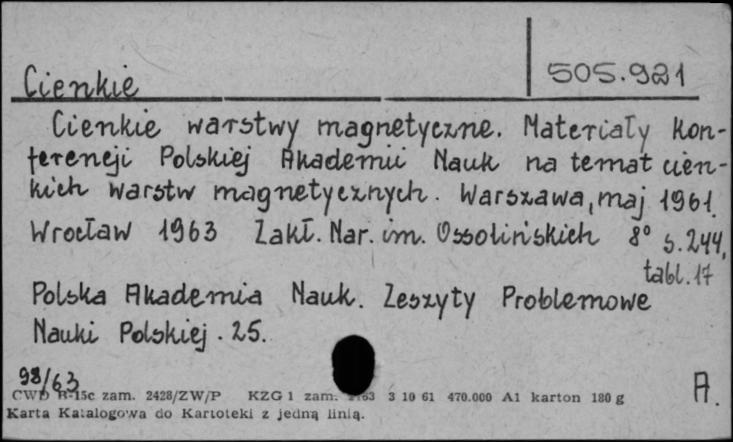 Cienkie
505.921
Cienkie warstwy magnetyczne. Materiały kon-
ferencji Polskiej Akademii Nauk na temat cien-
kich warstw magnetycznych. Warszawa, maj 1961.
Wrocław 1963 Zakł. Nar. im. Ossolińskich 8° s. 244,
tabl. 17
Polska Akademia Nauk. Zeszyty Problemowe
Nauki Polskiej. 25.
98/63
A.
CWD B-15c zam. 2428/ZW/P KZG 1 zam. 3 10 61 470.000 A1 karton 180 g
Karta Katalogowa do Kartoteki z jedną linią.